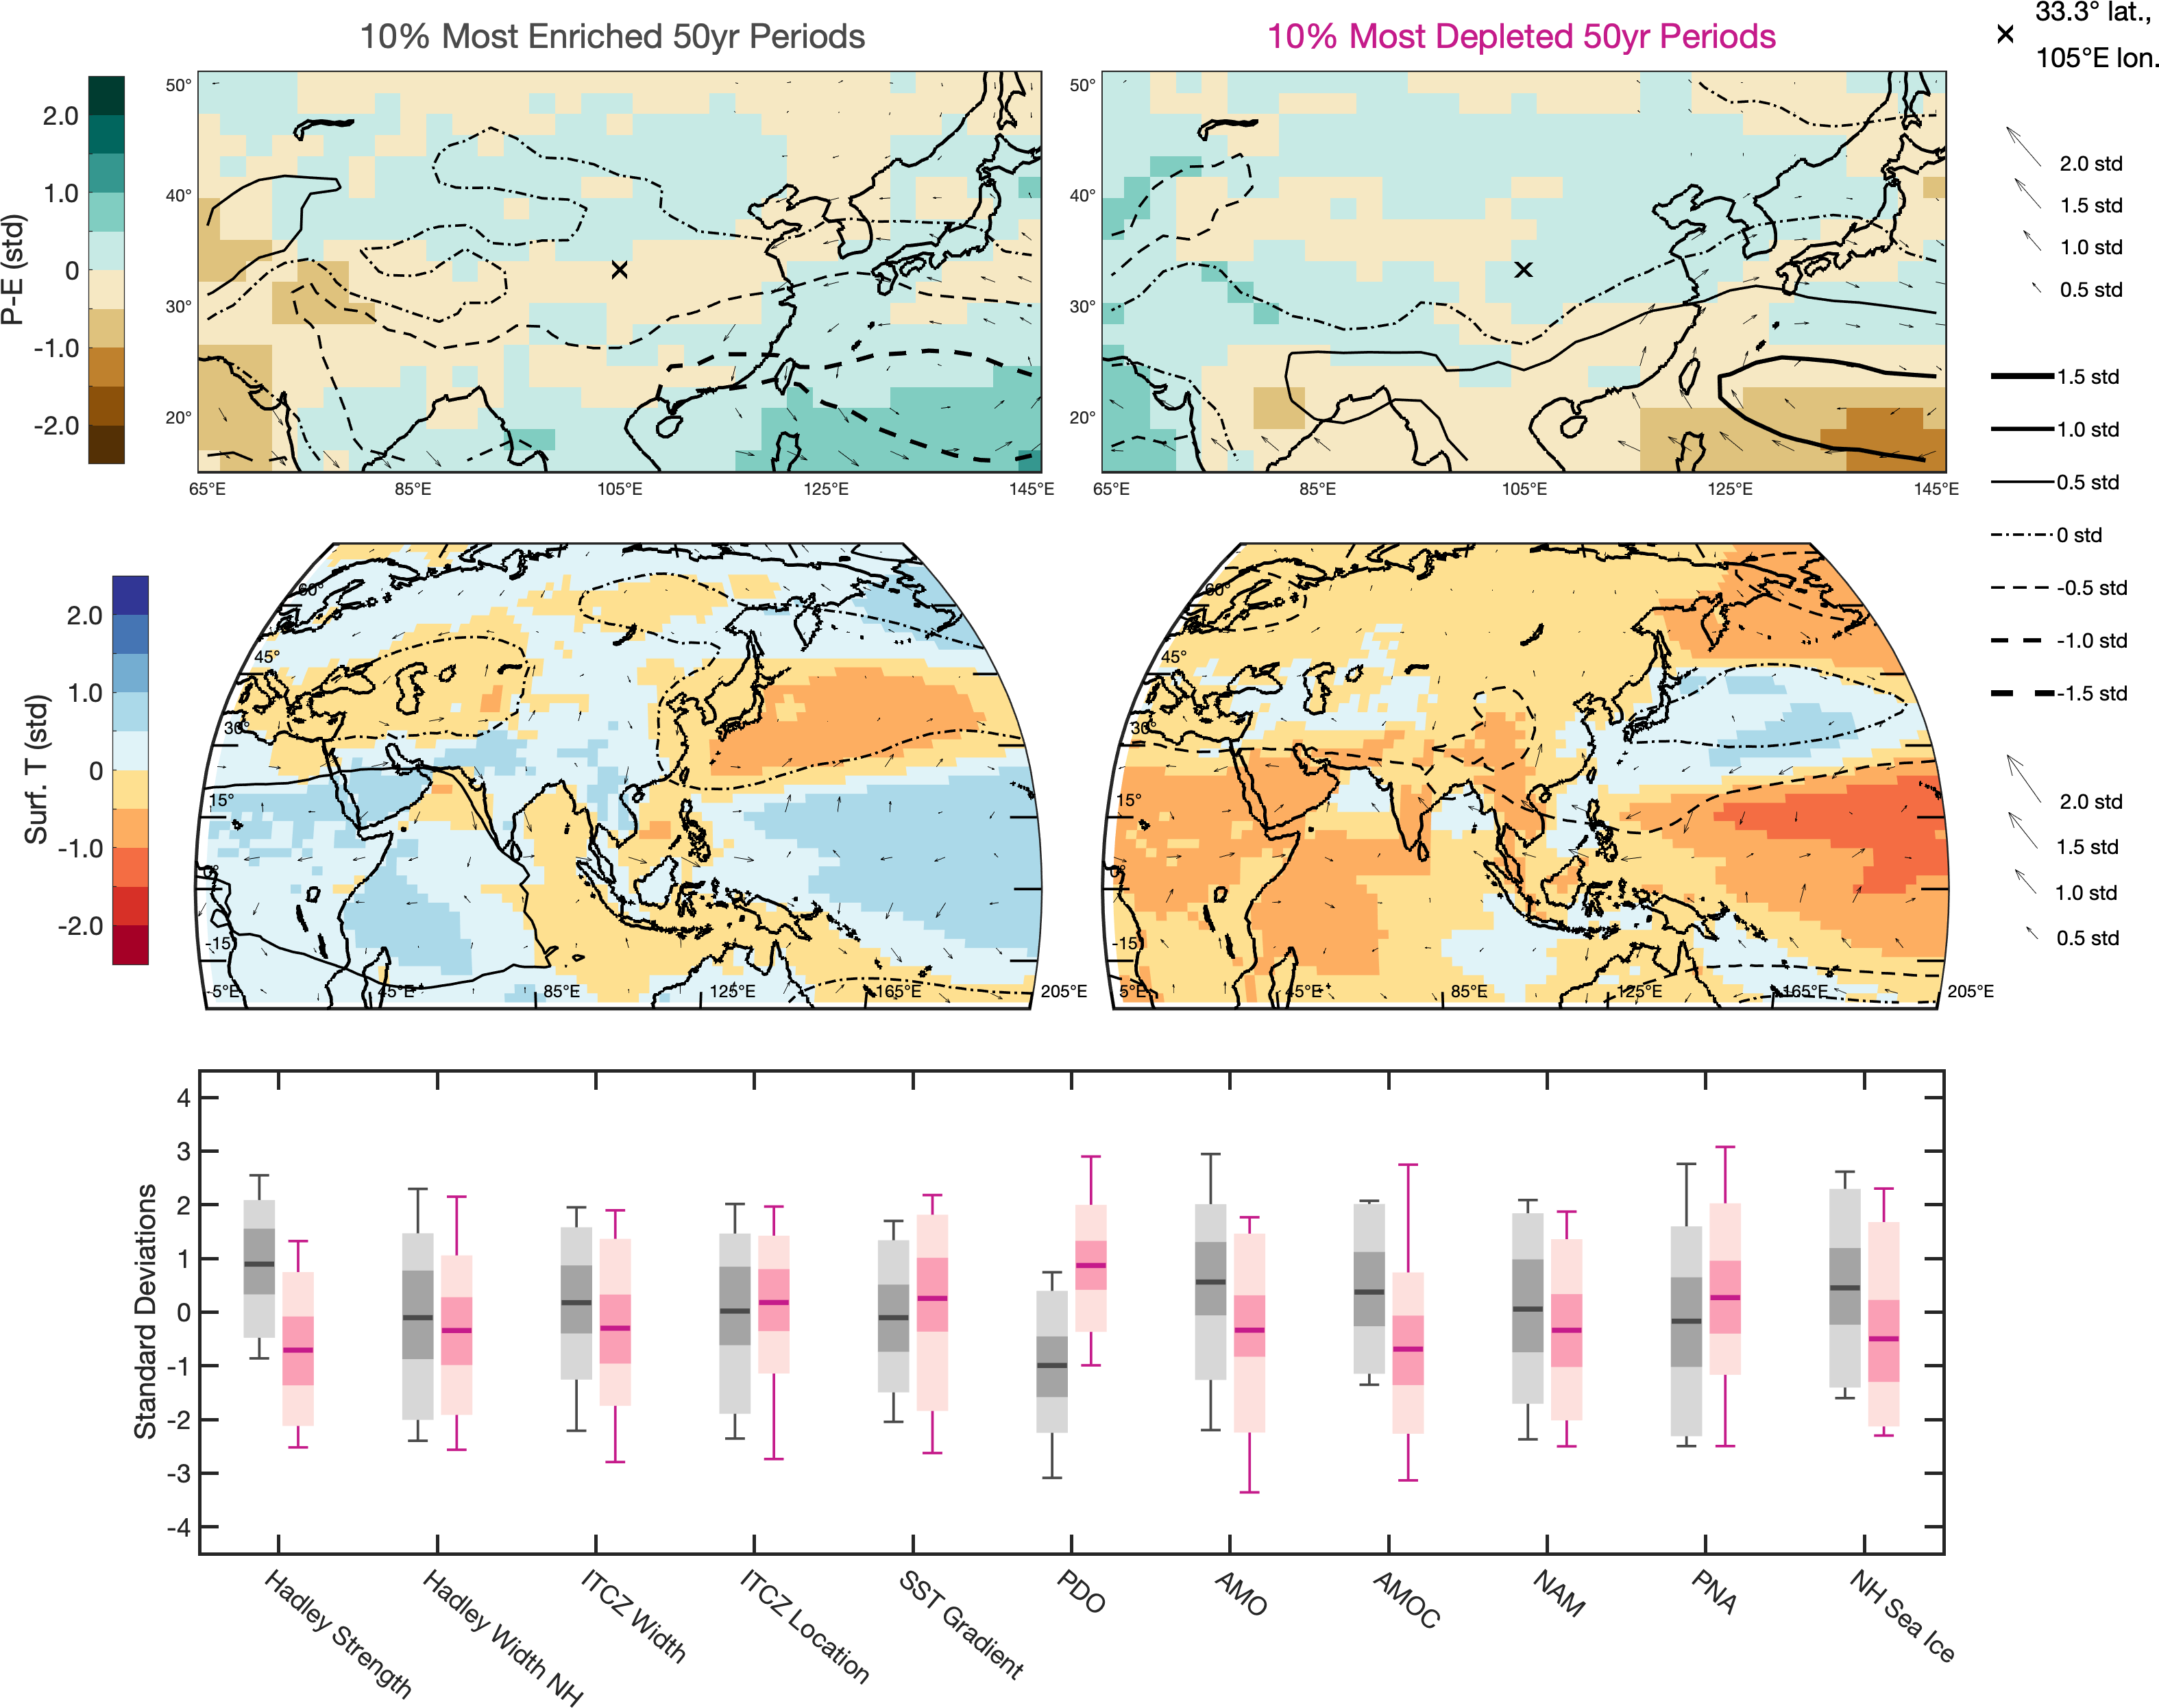 10% Most Enriched 50yr Periods
10% Most Depleted 50yr Periods
33.3° lat.,
105°E lon.
P-E (std)
2.0
1.0
0
-1.0
-2.0
50°
40°
30°
20°
65°E 85°E 105°E 125°E 145°E
50°
40°
30°
20°
65°E 85°E 105°E 125°E 145°E
2.0 std
1.5 std
1.0 std
0.5 std
1.5 std
1.0 std
0.5 std
0 std
-0.5 std
-1.0 std
-1.5 std
Surf. T (std)
2.0
1.0
0
-1.0
-2.0
60°
45°
30°
15°
0°
-15°
-5°E 45°E 85°E 125°E 165°E 205°E
60°
45°
30°
15°
0°
-15°
5°E 45°E 85°E 125°E 165°E 205°E
2.0 std
1.5 std
1.0 std
0.5 std
Standard Deviations
4
3
2
1
0
-1
-2
-3
-4
Hadley Strength
Hadley Width NH
ITCZ Width
ITCZ Location
SST Gradient
PDO
AMO
AMOC
NAM
PNA
NH Sea Ice